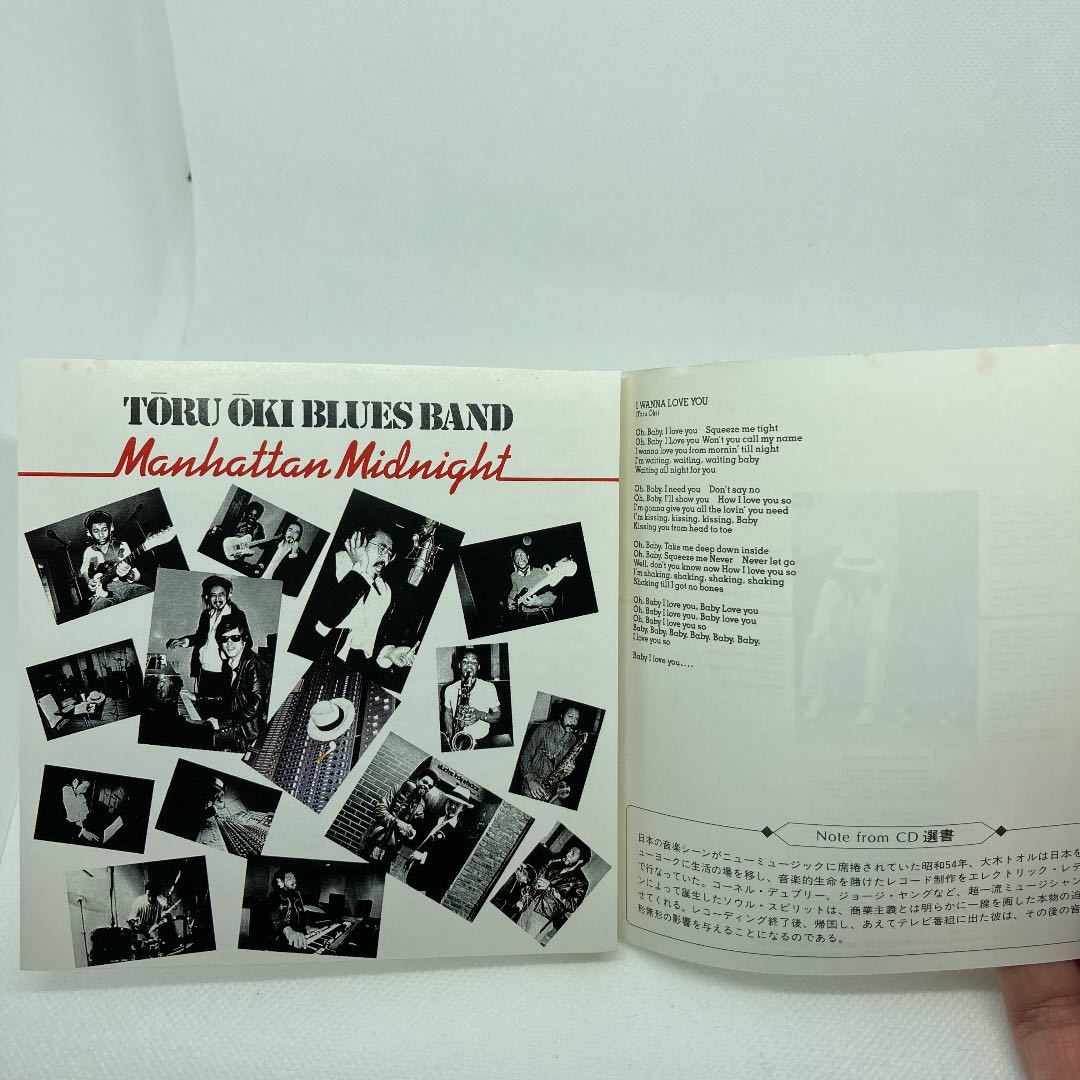 TŌRU ŌKI BLUES BAND
Manhattan Midnight
I WANNA LOVE YOU
(Tōru Ōki)
Oh, Baby, I love you Squeeze me tight
Oh, Baby, I Love you Won't you call my name
I wanna love you from mornin' till night
I'm waiting, waiting, waiting baby
Waiting all night for you
Oh, Baby, I need you Don't say no
Oh, Baby, I'll show you How I love you so
I'm gonna give you all the lovin' you need
I'm kissing, kissing, kissing, Baby
Kissing you from head to toe
Oh, Baby, Take me deep down inside
Oh, Baby, Squeeze me Never Never let go
Well, don't you know now How I love you so
I'm shaking, shaking, shaking, shaking
Shaking till I got no bones
Oh, Baby I love you, Baby Love you
Oh, Baby I love you, Baby love you
Oh, Baby I love you so
Baby, Baby, Baby, Baby, Baby, Baby,
I love you so
Baby I love you....
Note from CD 選書
日本の音楽シーンがニューミュージックに席捲されていた昭和54年、大木トオルは日本を
ューヨークに生活の場を移し、音楽的生命を賭けたレコード制作をエレクトリック・レデ
で行なっていた。コーネル・デュプリー、ジョージ・ヤングなど、超一流ミュージシャン
ンによって誕生したソウル・スピリットは、商業主義とは明らかに一線を画した本物の迫
せてくれる。レコーディング終了後、帰国し、あえてテレビ番組に出た彼は、その後の音
形無形の影響を与えることになるのである。